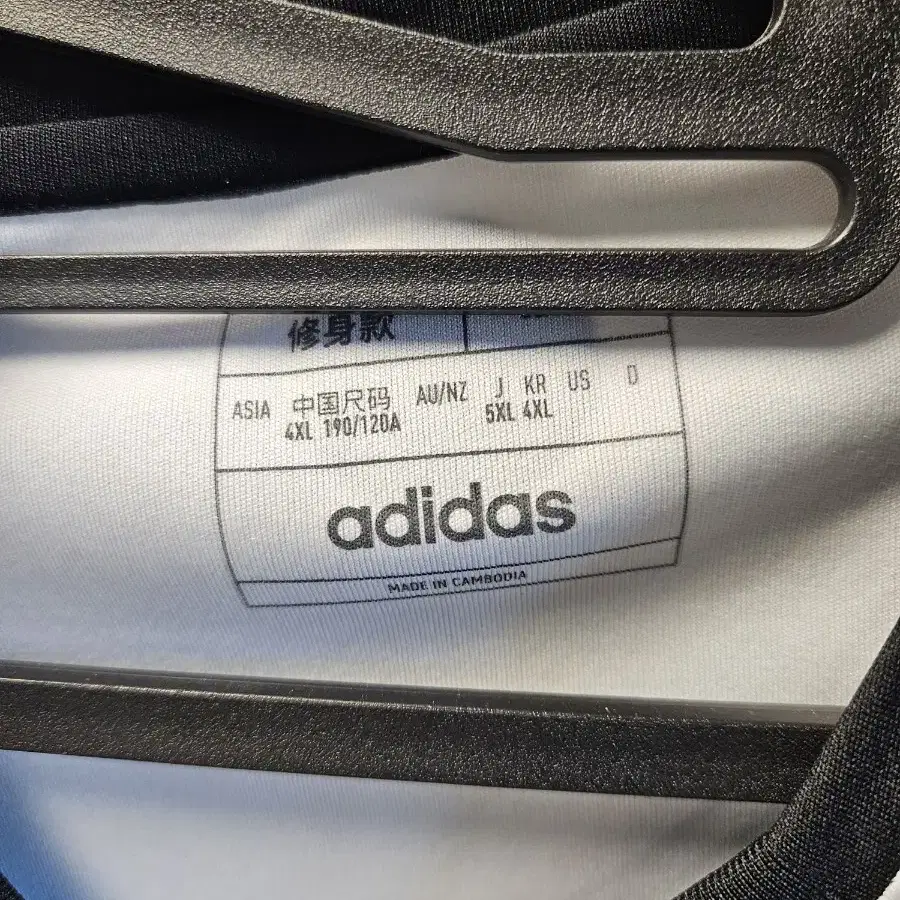 修身款
ASIA 中国尺码 AU/NZ J KR US D
4XL 190/120A 5XL 4XL
adidas
MADE IN CAMBODIA